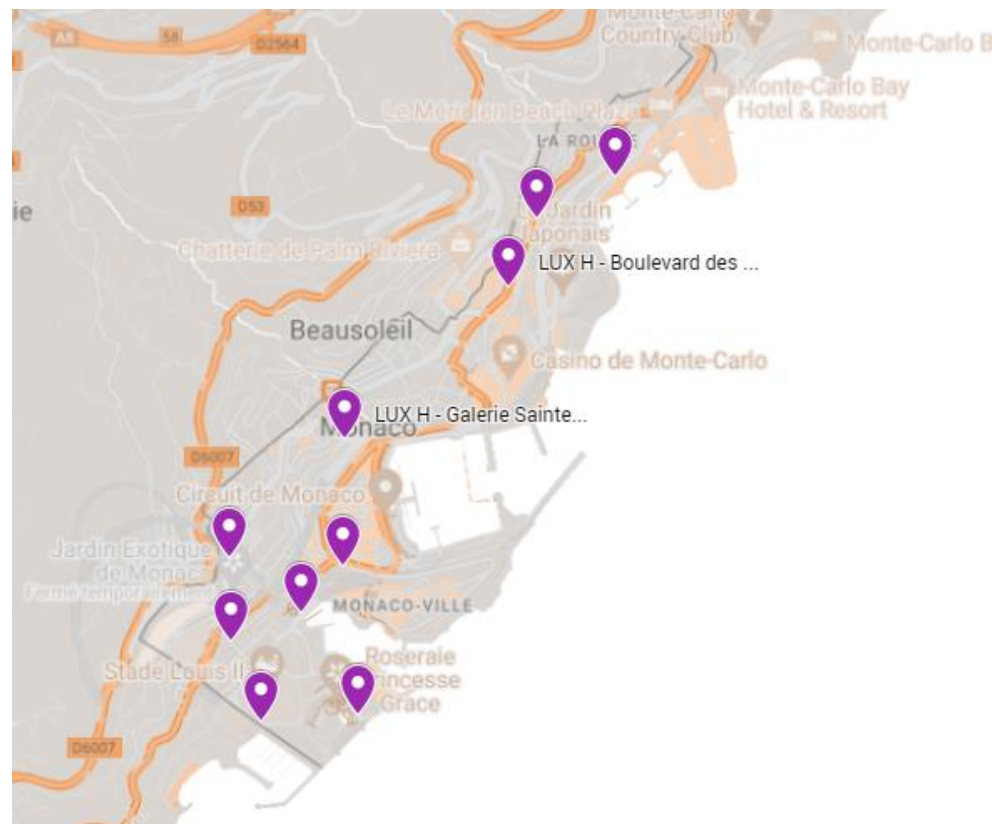 Monte-Carlo
Country Club
A8
58
D2564
Monte-Carlo B
Monte-Carlo Bay
Hotel & Resort
Le Méridien Beach Plaza
LA
D53
ie
Jardin
Japonais
Chatterie de Palm Riviera
LUX H - Boulevard des ...
Beausoleil
Casino de Monte-Carlo
LUX H - Galerie Sainte...
Monaco
D6007
Circuit de Monaco
Jardin Exotique
de Monaco
Fermé temporairement
MONACO-VILLE
Stade Louis II
Roseraie
Princesse
Grace
D6007